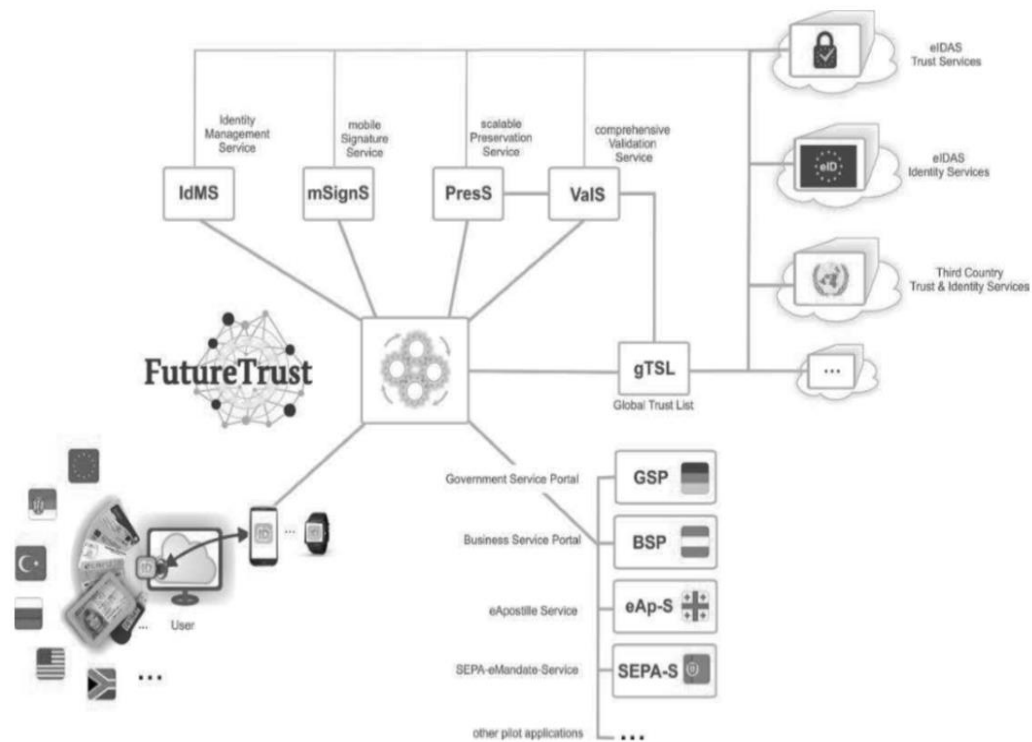 eIDAS
Trust Services
Identity
Management
Service
mobile
Signature
Service
scalable
Preservation
Service
comprehensive
Validation
Service
IdMS
mSignS
PresS
ValS
eID
eIDAS
Identity Services
Third Country
Trust & Identity Services
FutureTrust
gTSL
Global Trust List
...
Government Service Portal
GSP
Business Service Portal
BSP
eApostille Service
eAp-S
SEPA-eMandate-Service
SEPA-S
other pilot applications
...
ID
...
ID
...
User
...